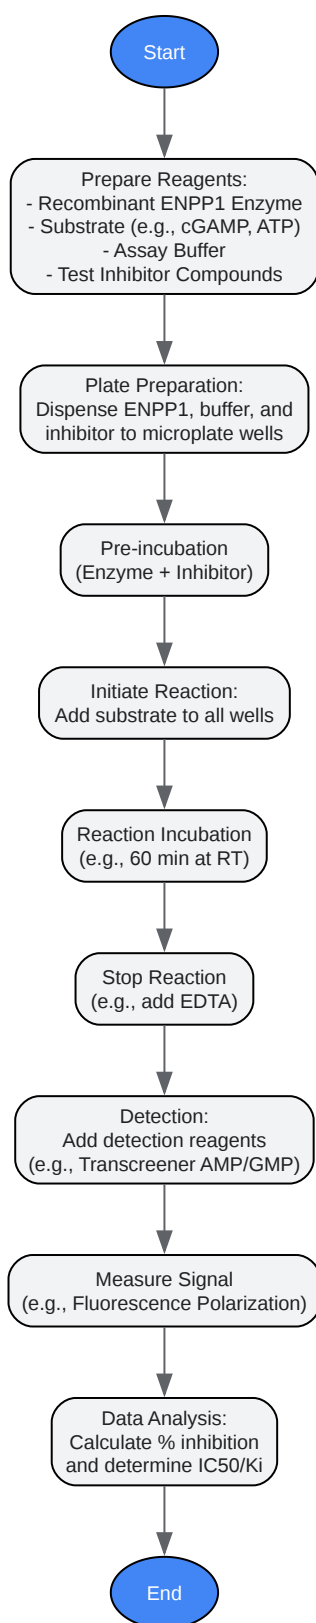 Start
Prepare Reagents:
- Recombinant ENPP1 Enzyme
- Substrate (e.g., cGAMP, ATP)
- Assay Buffer
- Test Inhibitor Compounds
Plate Preparation:
Dispense ENPP1, buffer, and
inhibitor to microplate wells
Pre-incubation
(Enzyme + Inhibitor)
Initiate Reaction:
Add substrate to all wells
Reaction Incubation
(e.g., 60 min at RT)
Stop Reaction
(e.g., add EDTA)
Detection:
Add detection reagents
(e.g., Transcreener AMP/GMP)
Measure Signal
(e.g., Fluorescence Polarization)
Data Analysis:
Calculate % inhibition
and determine IC50/Ki
End